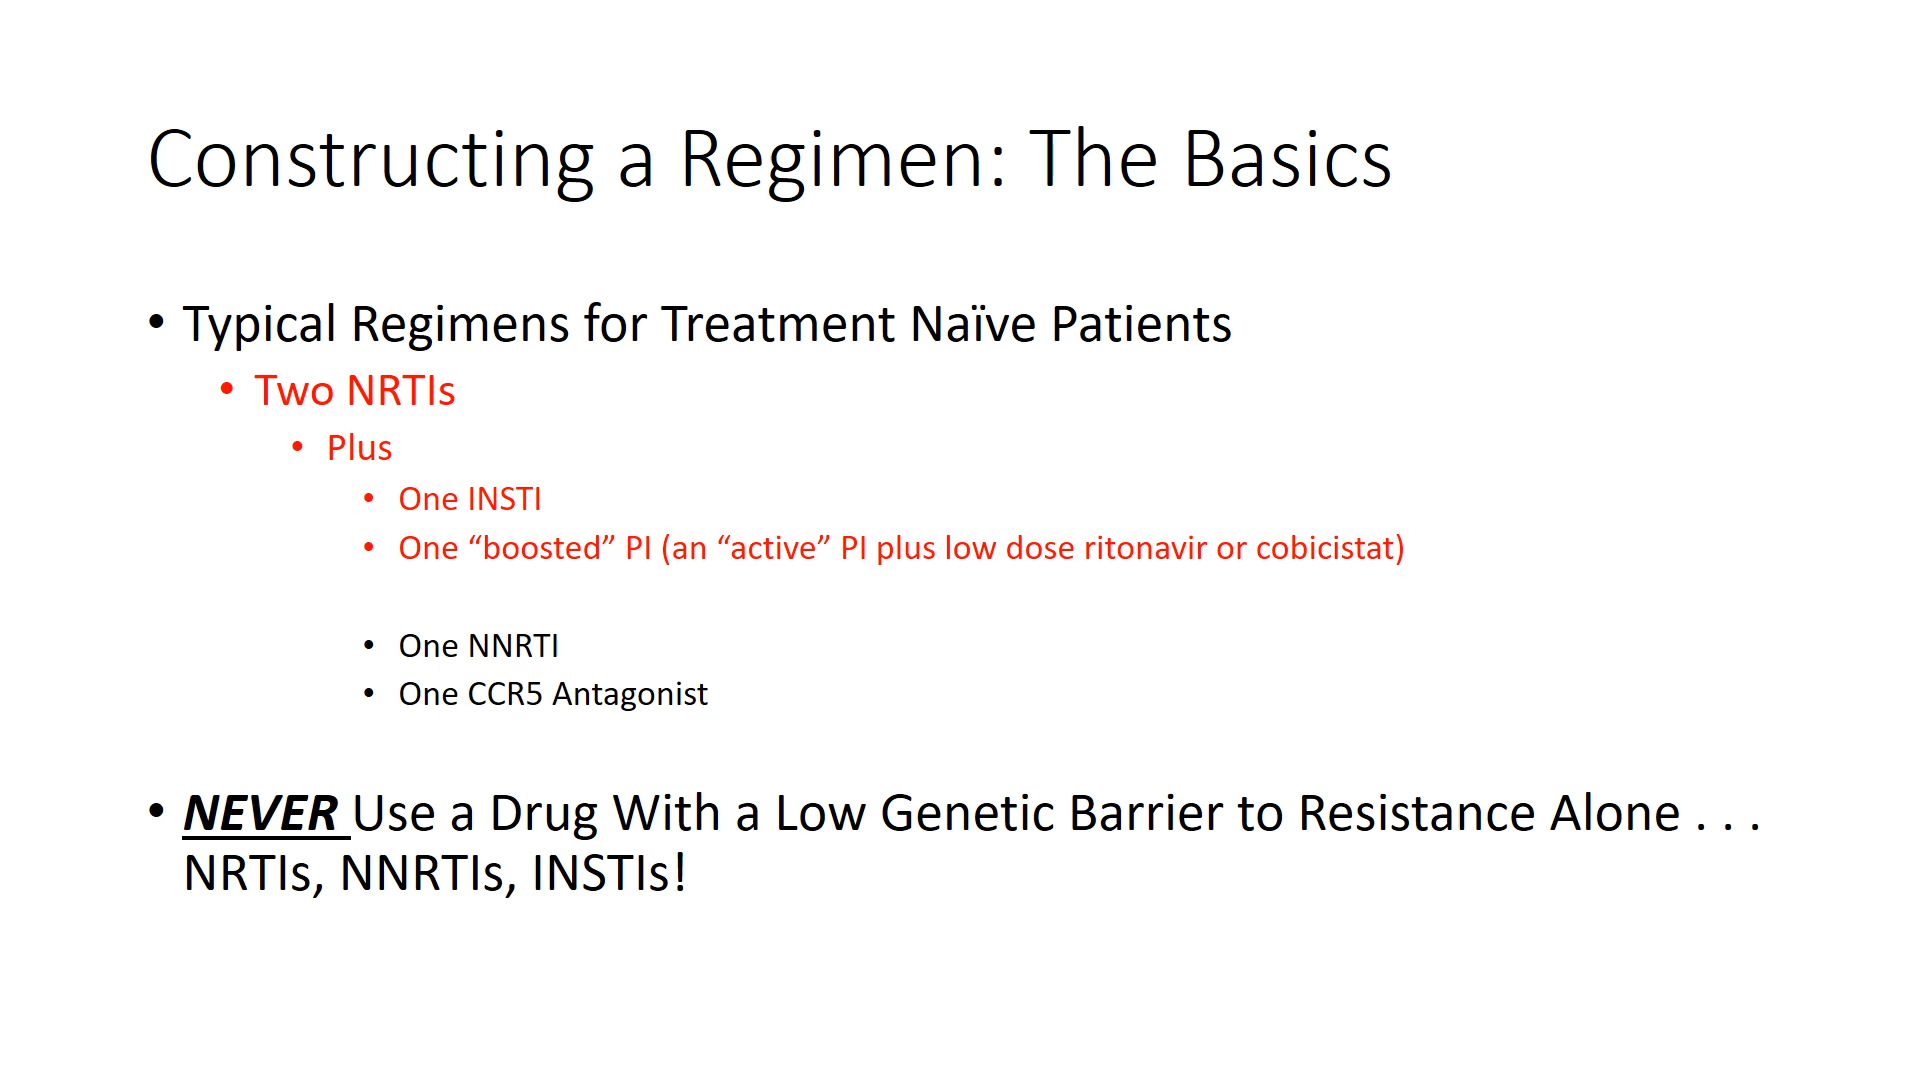 Constructing a Regimen: The Basics
• Typical Regimens for Treatment Naïve Patients
• Two NRTIs
• Plus
• One INSTI
• One “boosted” PI (an “active” PI plus low dose ritonavir or cobicistat)
• One NNRTI
• One CCR5 Antagonist
• NEVER Use a Drug With a Low Genetic Barrier to Resistance Alone . . .
NRTIs, NNRTIs, INSTIs!